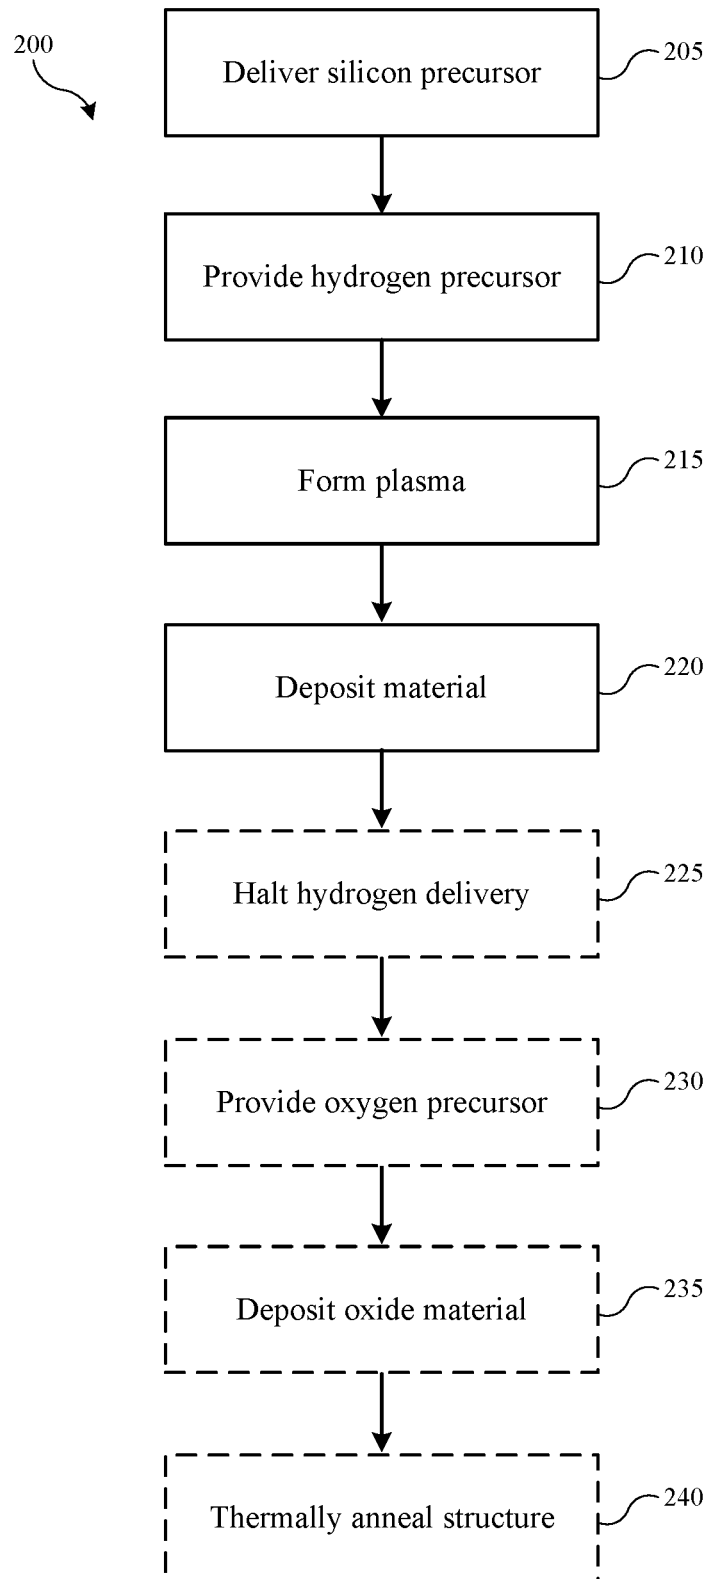 200
Deliver silicon precursor
205
Provide hydrogen precursor
210
Form plasma
215
Deposit material
220
Halt hydrogen delivery
225
Provide oxygen precursor
230
Deposit oxide material
235
Thermally anneal structure
240